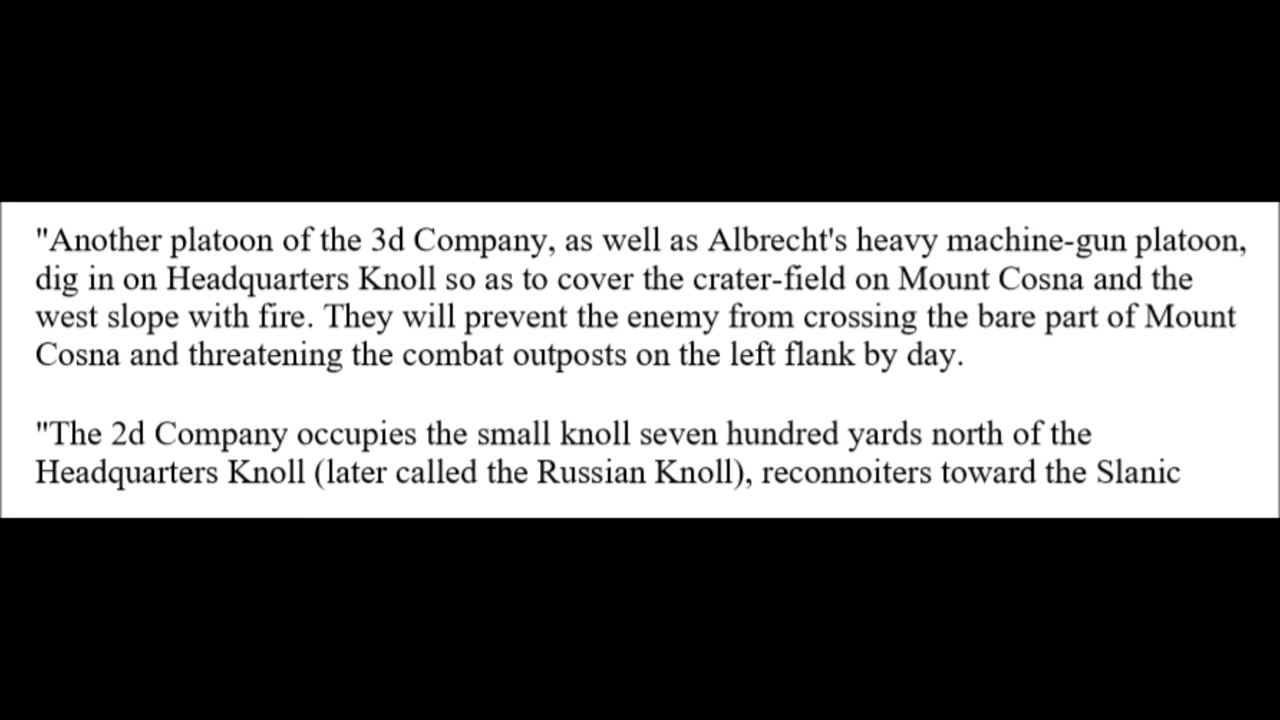 "Another platoon of the 3d Company, as well as Albrecht's heavy machine-gun platoon,
dig in on Headquarters Knoll so as to cover the crater-field on Mount Cosna and the
west slope with fire. They will prevent the enemy from crossing the bare part of Mount
Cosna and threatening the combat outposts on the left flank by day.
"The 2d Company occupies the small knoll seven hundred yards north of the
Headquarters Knoll (later called the Russian Knoll), reconnoiters toward the Slanic